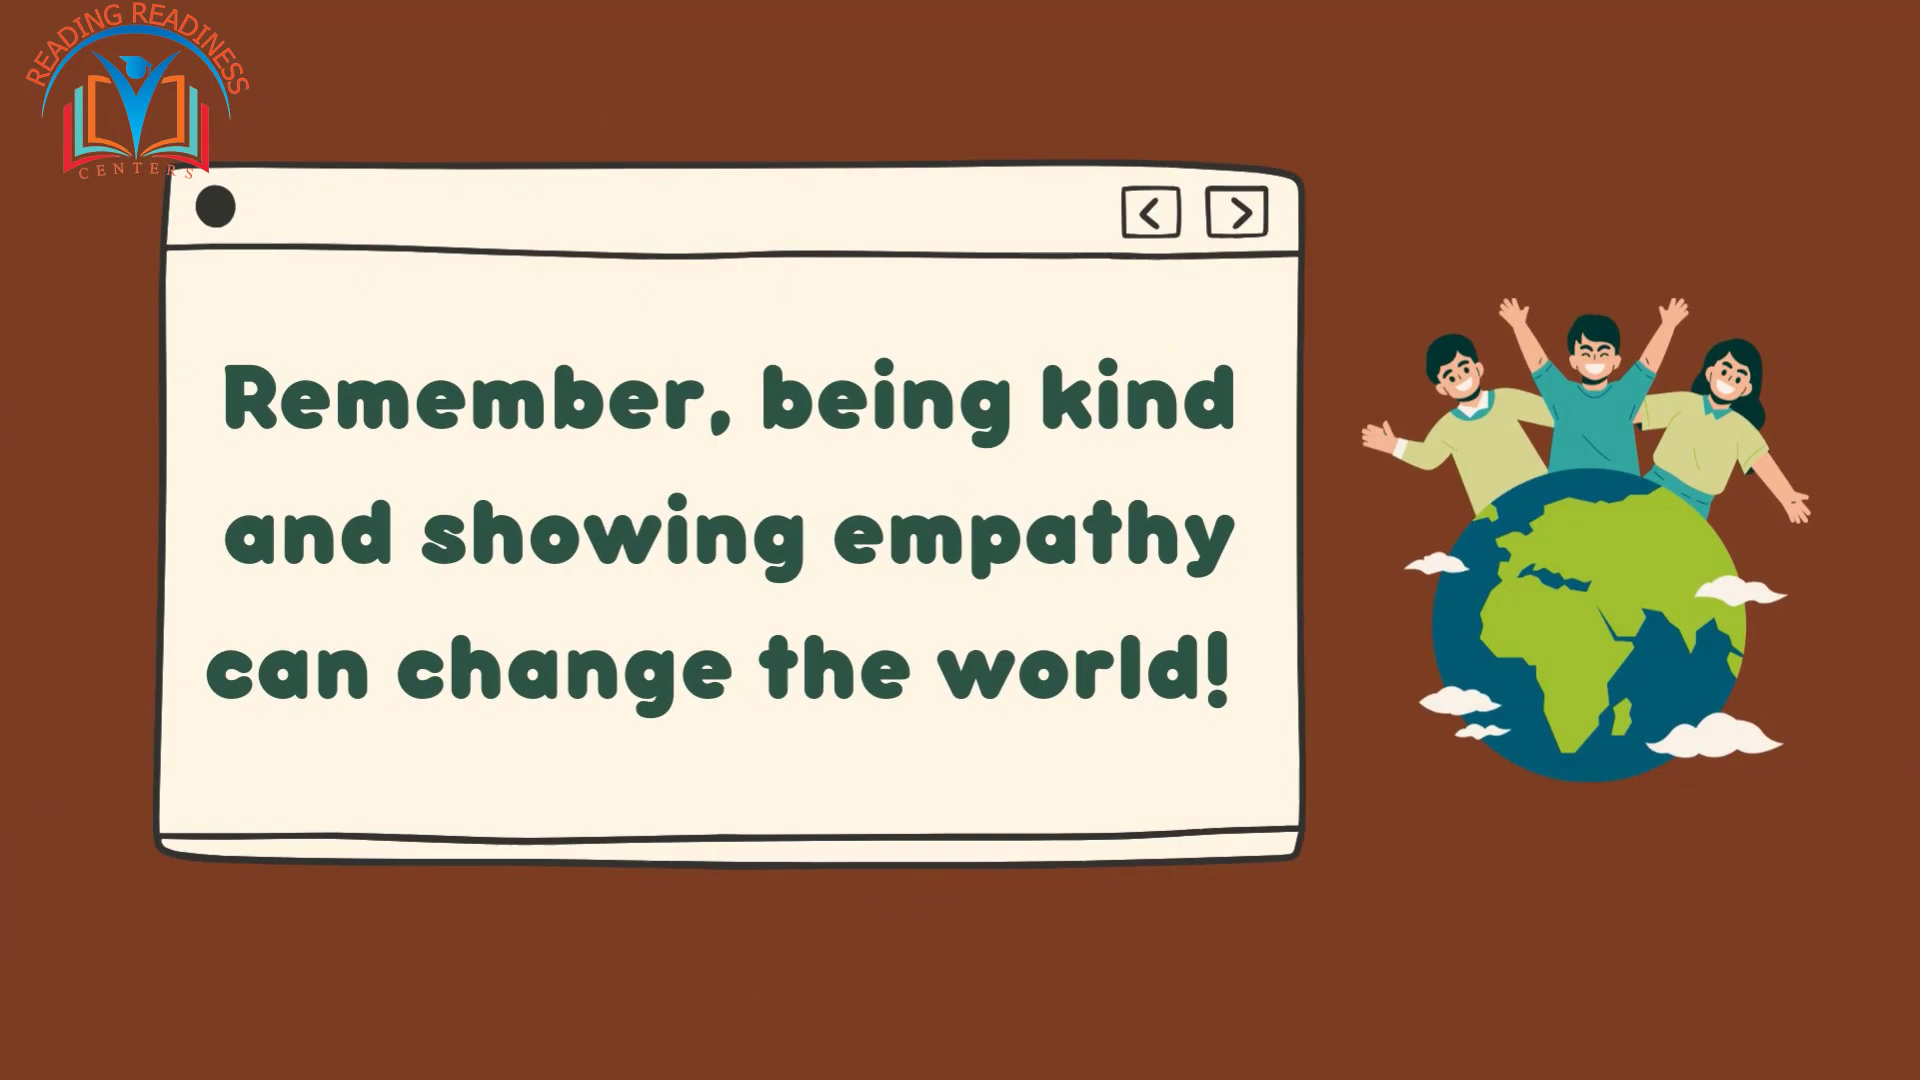 READING READINESS
CENTERS
Remember, being kind
and showing empathy
can change the world!